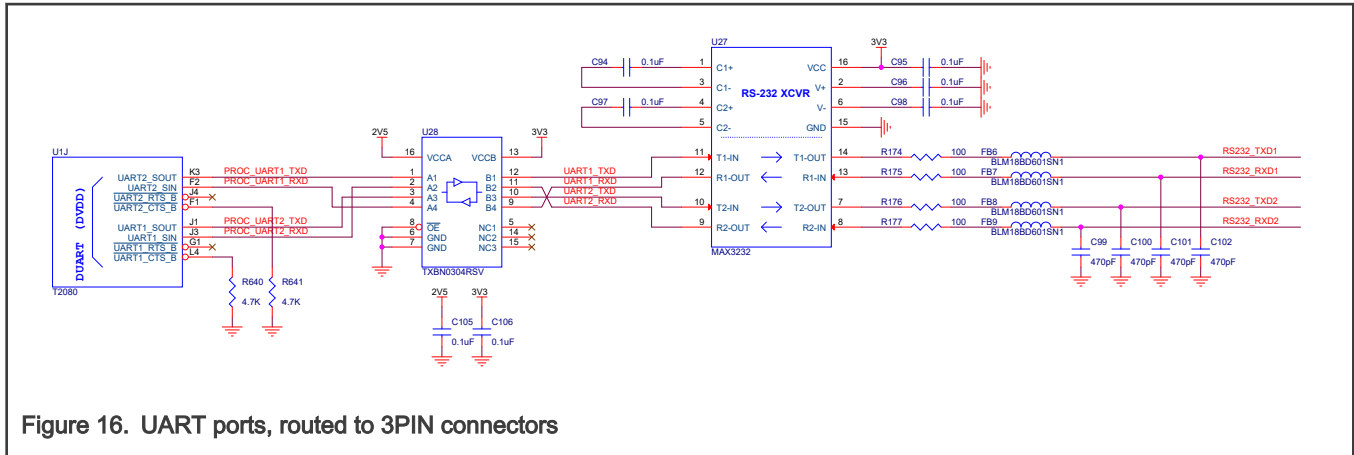 U27
3V3
C94 0.1uF
1 C1+ VCC 16 C95 0.1uF
3 C1- V+ 2 C96 0.1uF
RS-232 XCVR
C97 0.1uF
4 C2+ V- 6 C98 0.1uF
5 C2- GND 15
U28
2V5 3V3
16 VCCA VCCB 13
U1J
11 T1-IN T1-OUT 14 R174 100 FB6 RS232_TXD1
BLM18BD601SN1
UART2_SOUT K3 PROC_UART1_TXD 1 A1 B1 12 UART1_TXD 12 R1-OUT R1-IN 13 R175 100 FB7 RS232_RXD1
BLM18BD601SN1
UART2_SIN F2 PROC_UART1_RXD 2 A2 B2 11 UART1_RXD
UART2_RTS_B J4 3 A3 B3 10 UART2_TXD
UART2_CTS_B F1 4 A4 B4 9 UART2_RXD 10 T2-IN T2-OUT 7 R176 100 FB8 RS232_TXD2
BLM18BD601SN1
UART1_SOUT J1 PROC_UART2_TXD 8 OE NC1 5 9 R2-OUT R2-IN 8 R177 100 FB9 RS232_RXD2
BLM18BD601SN1
UART1_SIN J3 PROC_UART2_RXD 6 GND NC2 14
UART1_RTS_B G1 7 GND NC3 15
UART1_CTS_B L4
DUART (DVDD)
MAX3232
C99 C100 C101 C102
470pF 470pF 470pF 470pF
TXBN0304RSV
T2080
R640 R641
4.7K 4.7K
2V5 3V3
C105 C106
0.1uF 0.1uF
Figure 16. UART ports, routed to 3PIN connectors